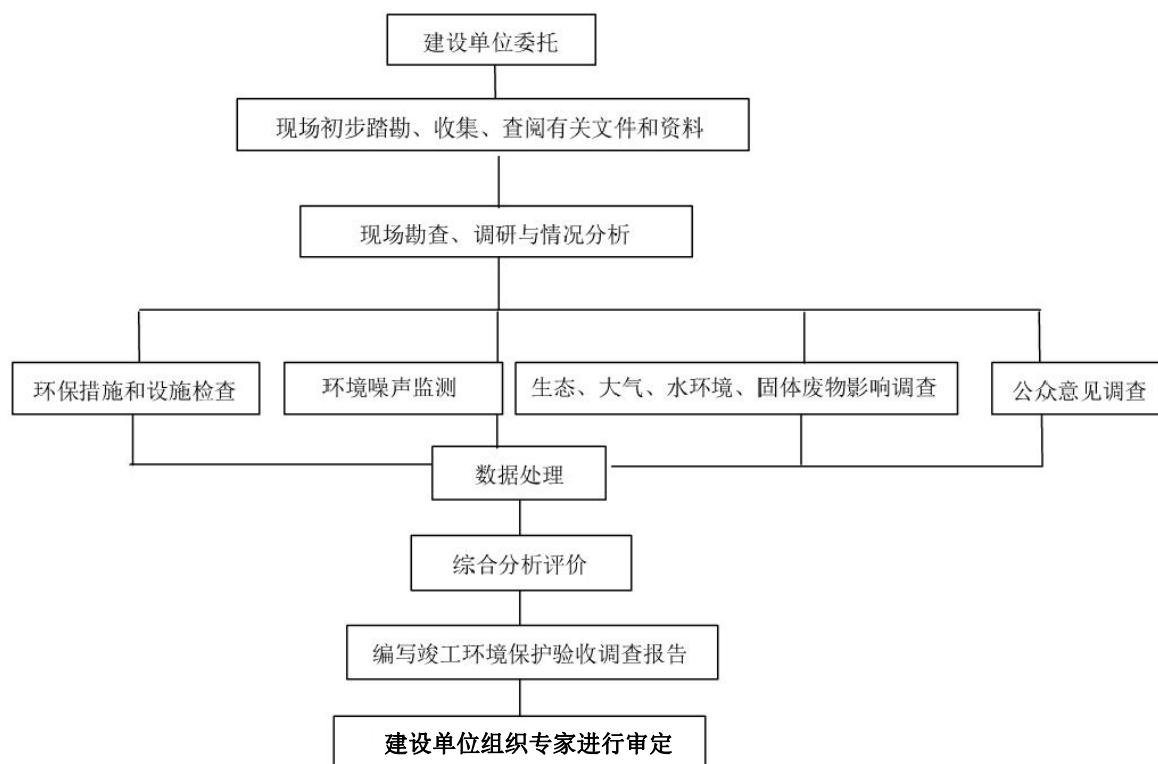 建设单位委托
现场初步踏勘、收集、查阅有关文件和资料
现场勘查、调研与情况分析
环保措施和设施检查
环境噪声监测
生态、大气、水环境、固体废物影响调查
公众意见调查
数据处理
综合分析评价
编写竣工环境保护验收调查报告
建设单位组织专家进行审定